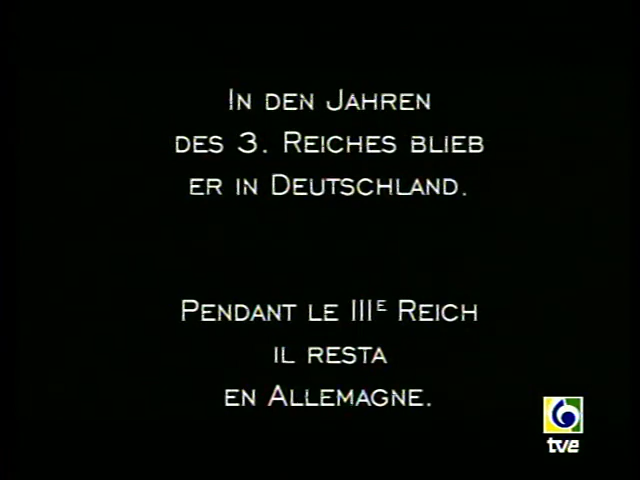 In den Jahren
des 3. Reiches blieb
er in Deutschland.
Pendant le IIIᴱ Reich
il resta
en Allemagne.
tve